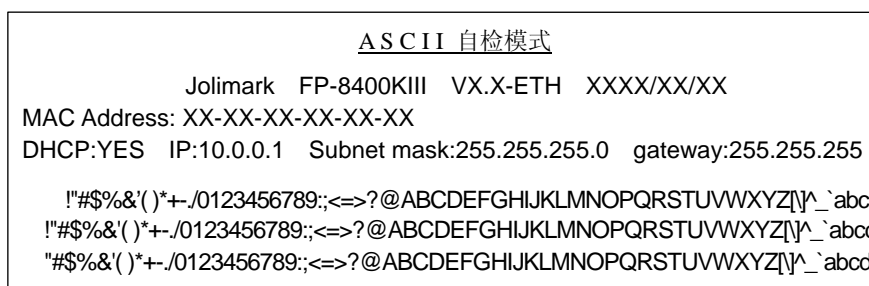 ASCII 自检模式
Jolimark FP-8400KIII VX.X-ETH XXXX/XX/XX
MAC Address: XX-XX-XX-XX-XX-XX
DHCP:YES IP:10.0.0.1 Subnet mask:255.255.255.0 gateway:255.255.255
!"#$%&'( )*+-./0123456789:;<=>?@ABCDEFGHIJKLMNOPQRSTUVWXYZ[\]^_`abc
!"#$%&'( )*+-./0123456789:;<=>?@ABCDEFGHIJKLMNOPQRSTUVWXYZ[\]^_`abcd
"#$%&'( )*+-./0123456789:;<=>?@ABCDEFGHIJKLMNOPQRSTUVWXYZ[\]^_`abcd